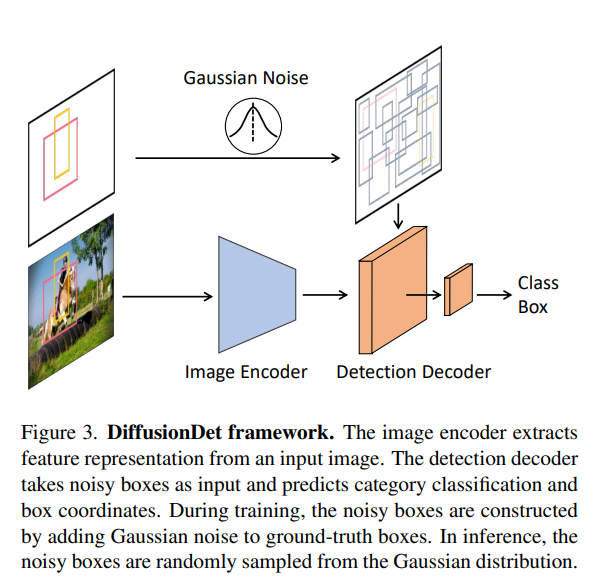 Gaussian Noise
Class
Box
Image Encoder
Detection Decoder
Figure 3. DiffusionDet framework. The image encoder extracts
feature representation from an input image. The detection decoder
takes noisy boxes as input and predicts category classification and
box coordinates. During training, the noisy boxes are constructed
by adding Gaussian noise to ground-truth boxes. In inference, the
noisy boxes are randomly sampled from the Gaussian distribution.